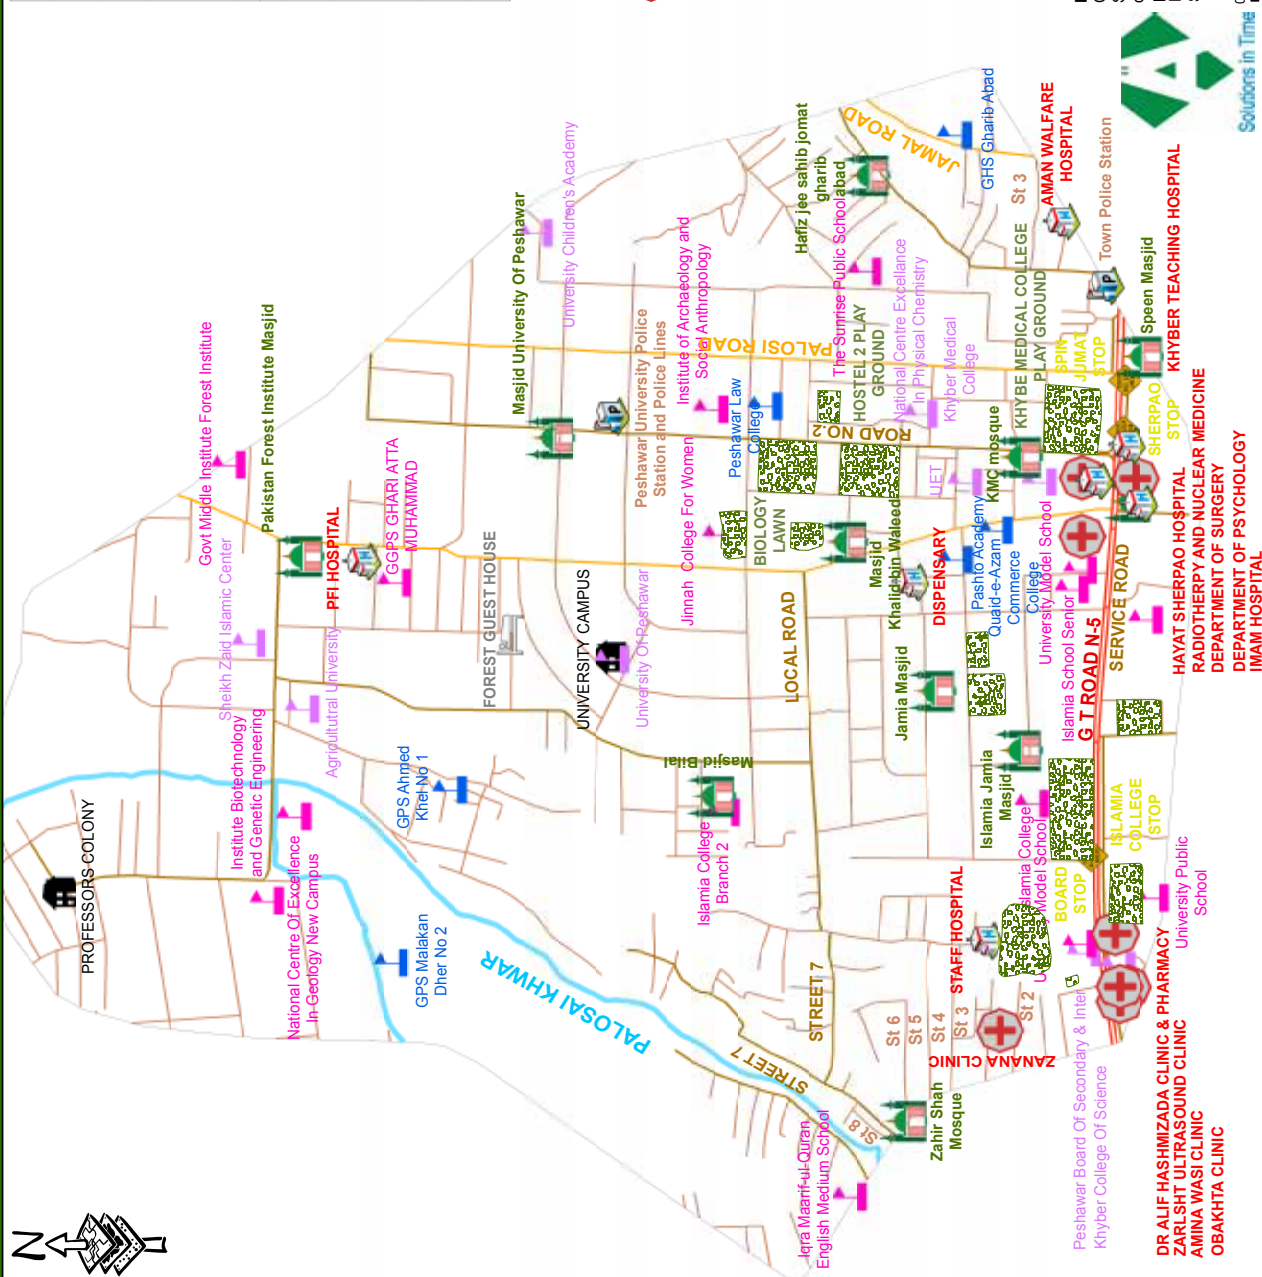 N
Solutions in Time
PROFESSORS COLONY
Govt Middle Institute Forest Institute
Sheikh Zaid Islamic Center
Institute Biotechnology
and Genetic Engineering
Pakistan Forest Institute Masjid
National Centre Of Excellence
In Geology New Campus
PFI HOSPITAL
Agricultutral University
GGPS GHARI ATTA
MUHAMMAD
GPS Ahmed
Khel No 1
GPS Malakan
Dher No 2
FOREST GUEST HOUSE
Masjid University Of Peshawar
University Children's Academy
PALOSAI KHWAR
UNIVERSITY CAMPUS
University Of Peshawar
Peshawar University Police
Station and Police Lines
Institute of Archaeology and
Social Anthropology
PALOSI ROAD
Jinnah College For Women
Peshawar Law
College
Masjid Bilal
Islamia College
Branch 2
BIOLOGY
LAWN
LOCAL ROAD
STREET 7
STREET 7
Hafiz jee sahib jomat
gharib
abad
The Sunrise Public School
HOSTEL 2 PLAY
GROUND
ROAD NO.2
JAMAL ROAD
National Centre Excellance
In Physical Chemistry
Khyber Medical
College
Masjid
Khalid bin Waleed
Jamia Masjid
DISPENSARY
KMC mosque
GHS Gharib Abad
St 3
KHYBE MEDICAL COLLEGE
PLAY GROUND
AMAN WALFARE
HOSPITAL
Pashto Academy
Quaid-e-Azam
Commerce
College
University Model School
Islamia School Senior
Islamia Jamia
Masjid
Islamia College
Model School
STAFF HOSPITAL
St 6
St 5
St 4
St 3
St 2
St 8
ZANANA CLINIC
Zahir Shah
Mosque
Iqra Maarif-ul-Quran
English Medium School
SPIN
JUMAT
STOP
Town Police Station
Speen Masjid
KHYBER TEACHING HOSPITAL
SHERPAO
STOP
G T ROAD N-5
SERVICE ROAD
BOARD
STOP
ISLAMIA
COLLEGE
STOP
University Public
School
HAYAT SHERPAO HOSPITAL
RADIOTHERPY AND NUCLEAR MEDICINE
DEPARTMENT OF SURGERY
DEPARTMENT OF PSYCHOLOGY
IMAM HOSPITAL
Peshawar Board Of Secondary & Inter
Khyber College Of Science
DR ALIF HASHMIZADA CLINIC & PHARMACY
ZARLSHT ULTRASOUND CLINIC
AMINA WASI CLINIC
OBAKHTA CLINIC